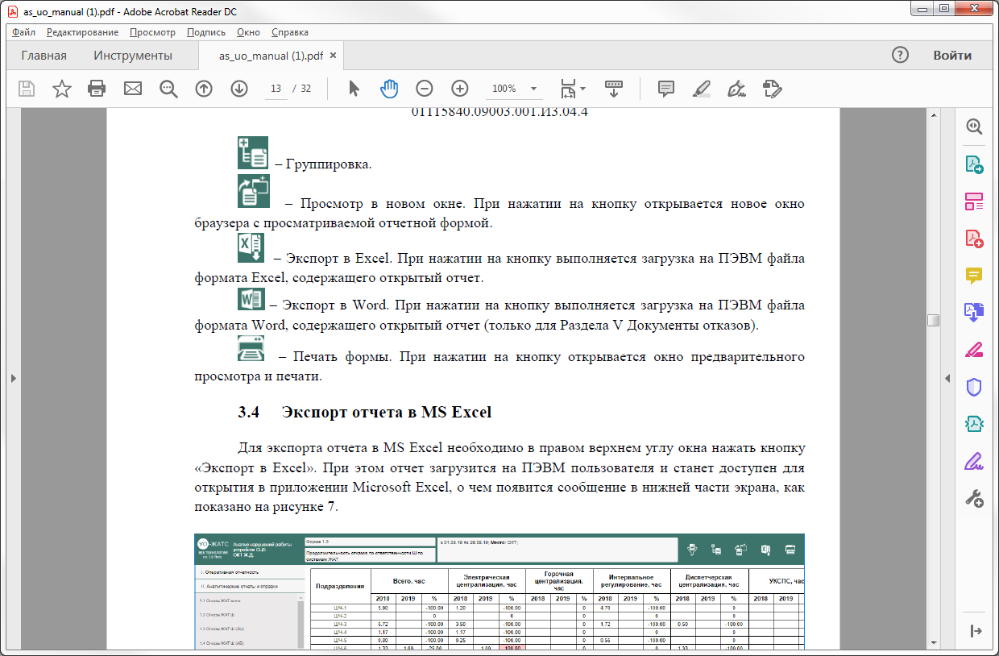 as_uo_manual (1).pdf - Adobe Acrobat Reader DC
Файл Редактирование Просмотр Подпись Окно Справка
Главная Инструменты as_uo_manual (1).pdf × Войти
13 / 32 100%
01115840.09003.001.ИЗ.04.4
– Группировка.
– Просмотр в новом окне. При нажатии на кнопку открывается новое окно
браузера с просматриваемой отчетной формой.
– Экспорт в Excel. При нажатии на кнопку выполняется загрузка на ПЭВМ файла
формата Excel, содержащего открытый отчет.
– Экспорт в Word. При нажатии на кнопку выполняется загрузка на ПЭВМ файла
формата Word, содержащего открытый отчет (только для Раздела V Документы отказов).
– Печать формы. При нажатии на кнопку открывается окно предварительного
просмотра и печати.
3.4 Экспорт отчета в MS Excel
Для экспорта отчета в MS Excel необходимо в правом верхнем углу окна нажать кнопку
«Экспорт в Excel». При этом отчет загрузится на ПЭВМ пользователя и станет доступен для
открытия в приложении Microsoft Excel, о чем появится сообщение в нижней части экрана, как
показано на рисунке 7.
УО-ЖАТС Анализ нарушений работы
устройств СЦБ
ОКТ Ж.Д.
Форма 1.5
Продолжительность отказов по ответственности Ш по
системам ЖАТ
с 01.08.19 по 29.08.19; Место: ОКТ;
I. Оперативная отчетность
II. Аналитические отчеты и справки
1.1 Отказы ЖАТ всего
1.2 Отказы ЖАТ Ш
1.3 Отказы ЖАТ Ш (ЭЦ)
1.4 Отказы ЖАТ Ш (АБ)
Подразделения Всего, час Электрическая централизация, час Горочная централизация, час Интервальное регулирование, час Диспетчерская централизация, час УКСПС, час
2018 2019 % 2018 2019 % 2018 2019 % 2018 2019 % 2018 2019 % 2018 2019
ШЧ-1 5.90 -100.00 1.20 -100.00 0 4.70 -100.00 0
ШЧ-2 0 0 0 0 0
ШЧ-3 5.72 -100.00 3.50 -100.00 0 1.72 -100.00 0.50 -100.00
ШЧ-4 1.17 -100.00 1.17 -100.00 0 0 0
ШЧ-5 0.80 -100.00 0.25 -100.00 0 0.55 -100.00 0
ШЧ-6 1.33 1.00 -25.00 1.00 100.00 0 0 1.33 -100.00